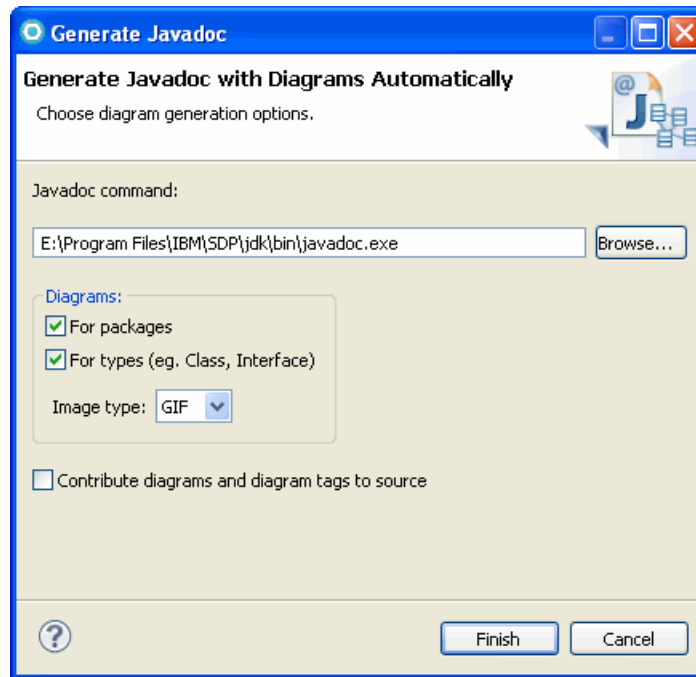 Generate Javadoc
Generate Javadoc with Diagrams Automatically
Choose diagram generation options.
@
J
Javadoc command:
E:\Program Files\IBM\SDP\jdk\bin\javadoc.exe
Browse...
Diagrams:
For packages
For types (eg. Class, Interface)
Image type: GIF
Contribute diagrams and diagram tags to source
?
Finish
Cancel